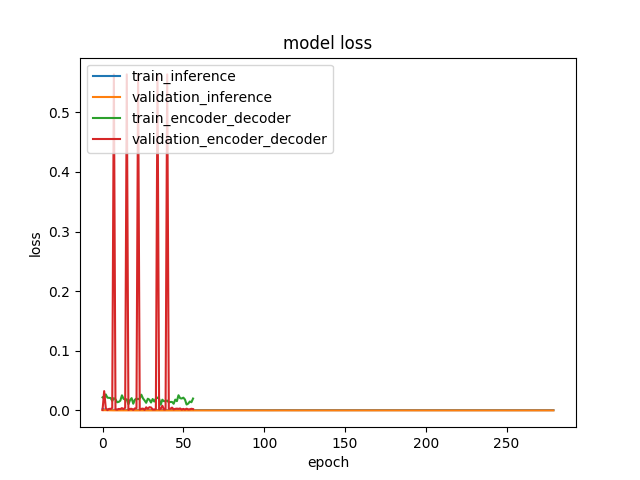 model loss
train_inference
validation_inference
train_encoder_decoder
validation_encoder_decoder
0.5
0.4
0.3
0.2
0.1
0.0
loss
0 50 100 150 200 250
epoch